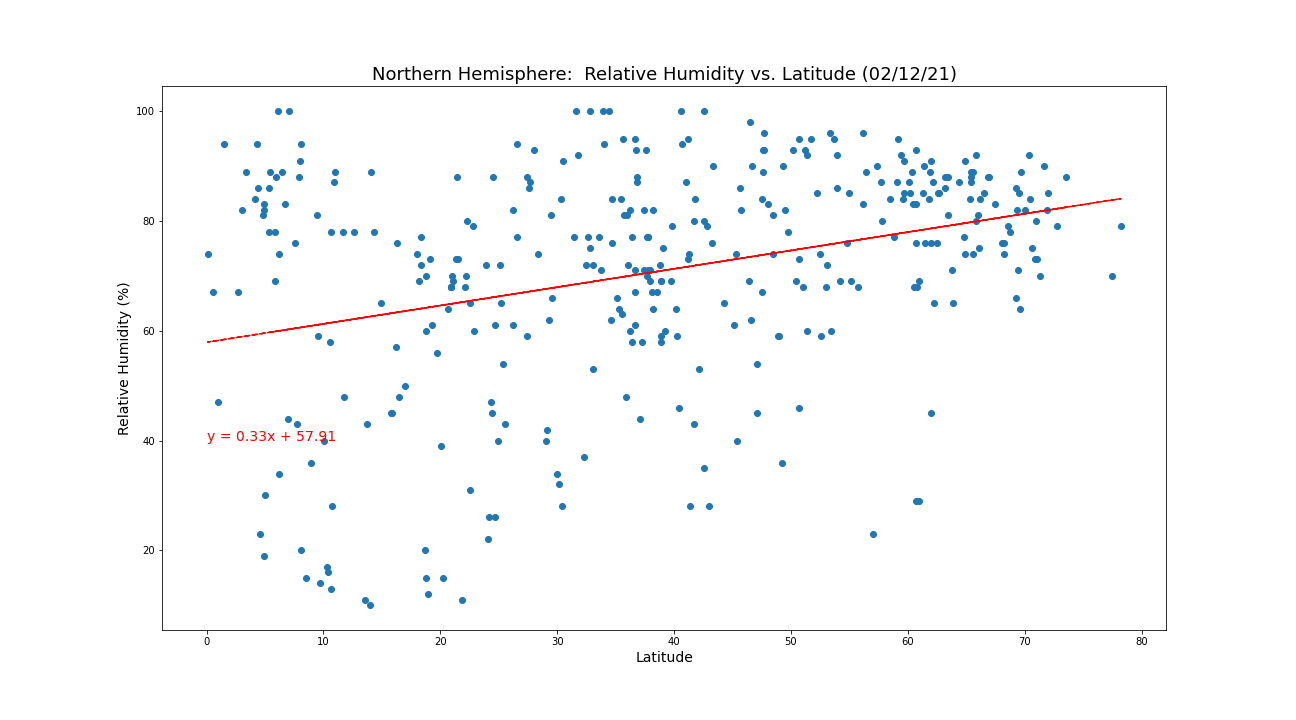 Northern Hemisphere:  Relative Humidity vs. Latitude (02/12/21)
100
80
60
40
20
Relative Humidity (%)
y = 0.33x + 57.91
0 10 20 30 40 50 60 70 80
Latitude